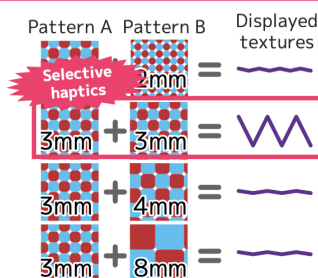 Pattern A Pattern B Displayed
textures
Selective
haptics
2mm =
3mm + 3mm =
3mm + 4mm =
3mm + 8mm =